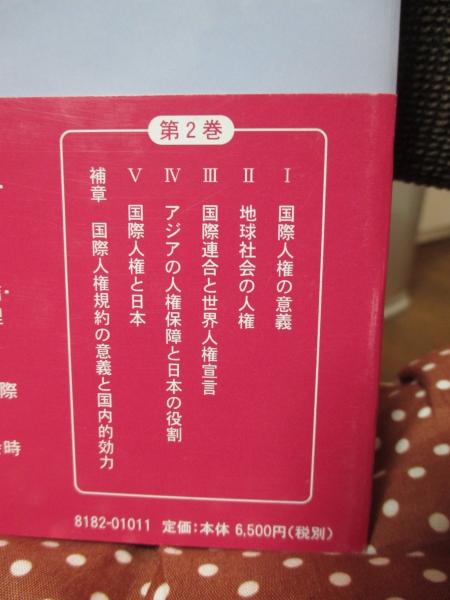 第2巻
Ⅰ 国際人権の意義
Ⅱ 地球社会の人権
Ⅲ 国際連合と世界人権宣言
Ⅳ アジアの人権保障と日本の役割
Ⅴ 国際人権と日本
補章 国際人権規約の意義と国内的効力
際
時
8182-01011 定価:本体 6,500円(税別)